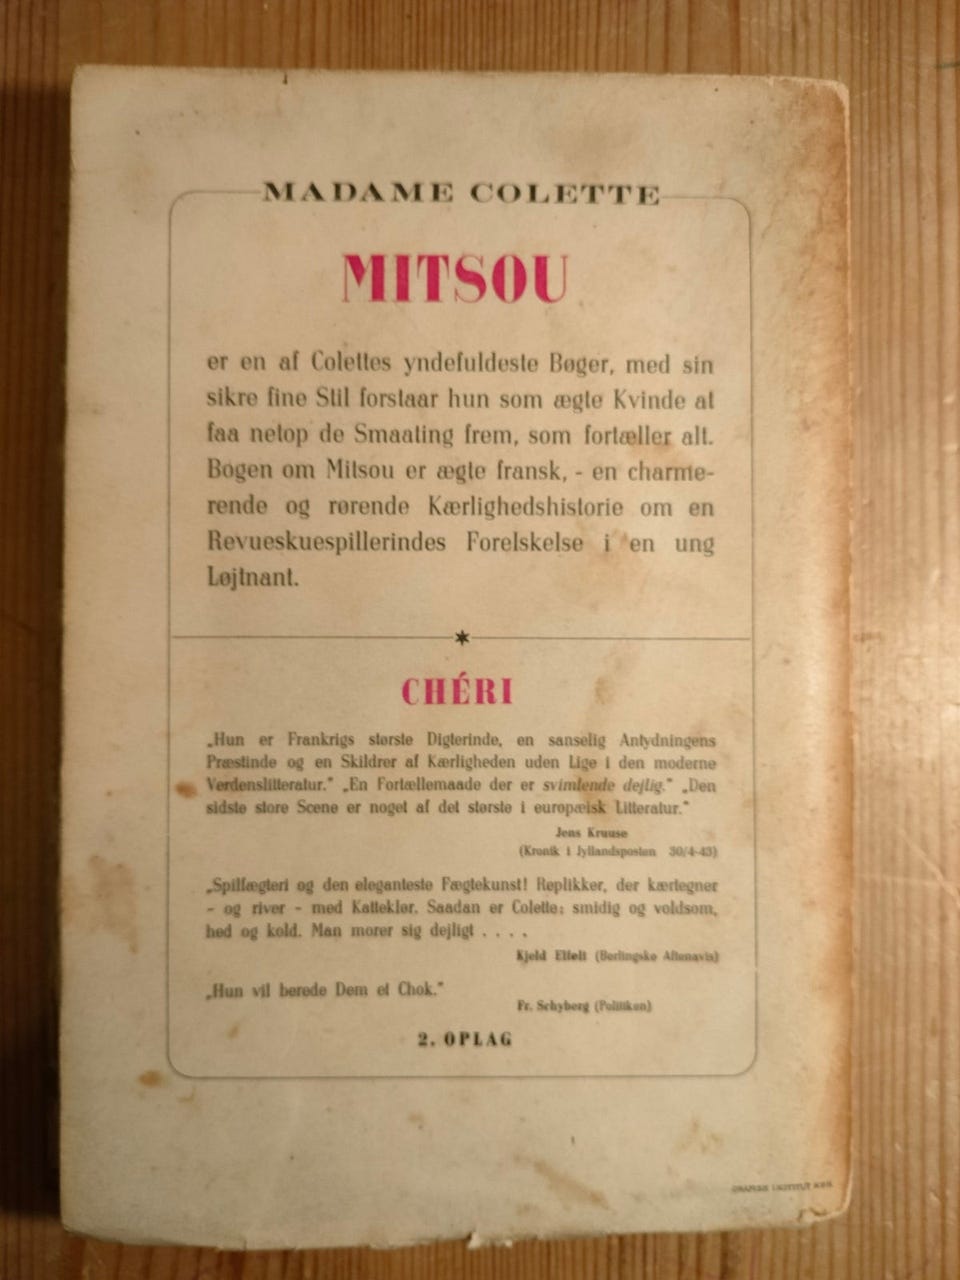 MADAME COLETTE
MITSOU
er en af Colettes yndefuldeste Bøger, med sin
sikre fine Stil forstaar hun som ægte Kvinde at
faa netop de Smaating frem, som fortæller alt.
Bogen om Mitsou er ægte fransk, - en charme-
rende og rørende Kærlighedshistorie om en
Revueskuespillerindes Forelskelse i en ung
Løjtnant.
CHÉRI
„Hun er Frankrigs største Digterinde, en sanselig Antydningens
Præstinde og en Skildrer af Kærligheden uden Lige i den moderne
Verdenslitteratur.” „En Fortællemaade der er svimlende dejlig.” „Den
sidste store Scene er noget af det største i europæisk Litteratur.”
Jens Kruuse
(Kronik i Jyllandsposten 30/4-43)
„Spilfægteri og den eleganteste Fægtekunst! Replikker, der kærtegner
- og river - med Kattekløer. Saadan er Colette: smidig og voldsom,
hed og kold. Man morer sig dejligt . . . .
Kjeld Elfelt (Berlingske Aftenavis)
„Hun vil berede Dem et Chok.”
Fr. Schyberg (Politiken)
2. OPLAG
GRAFISK INSTITUT KBH.